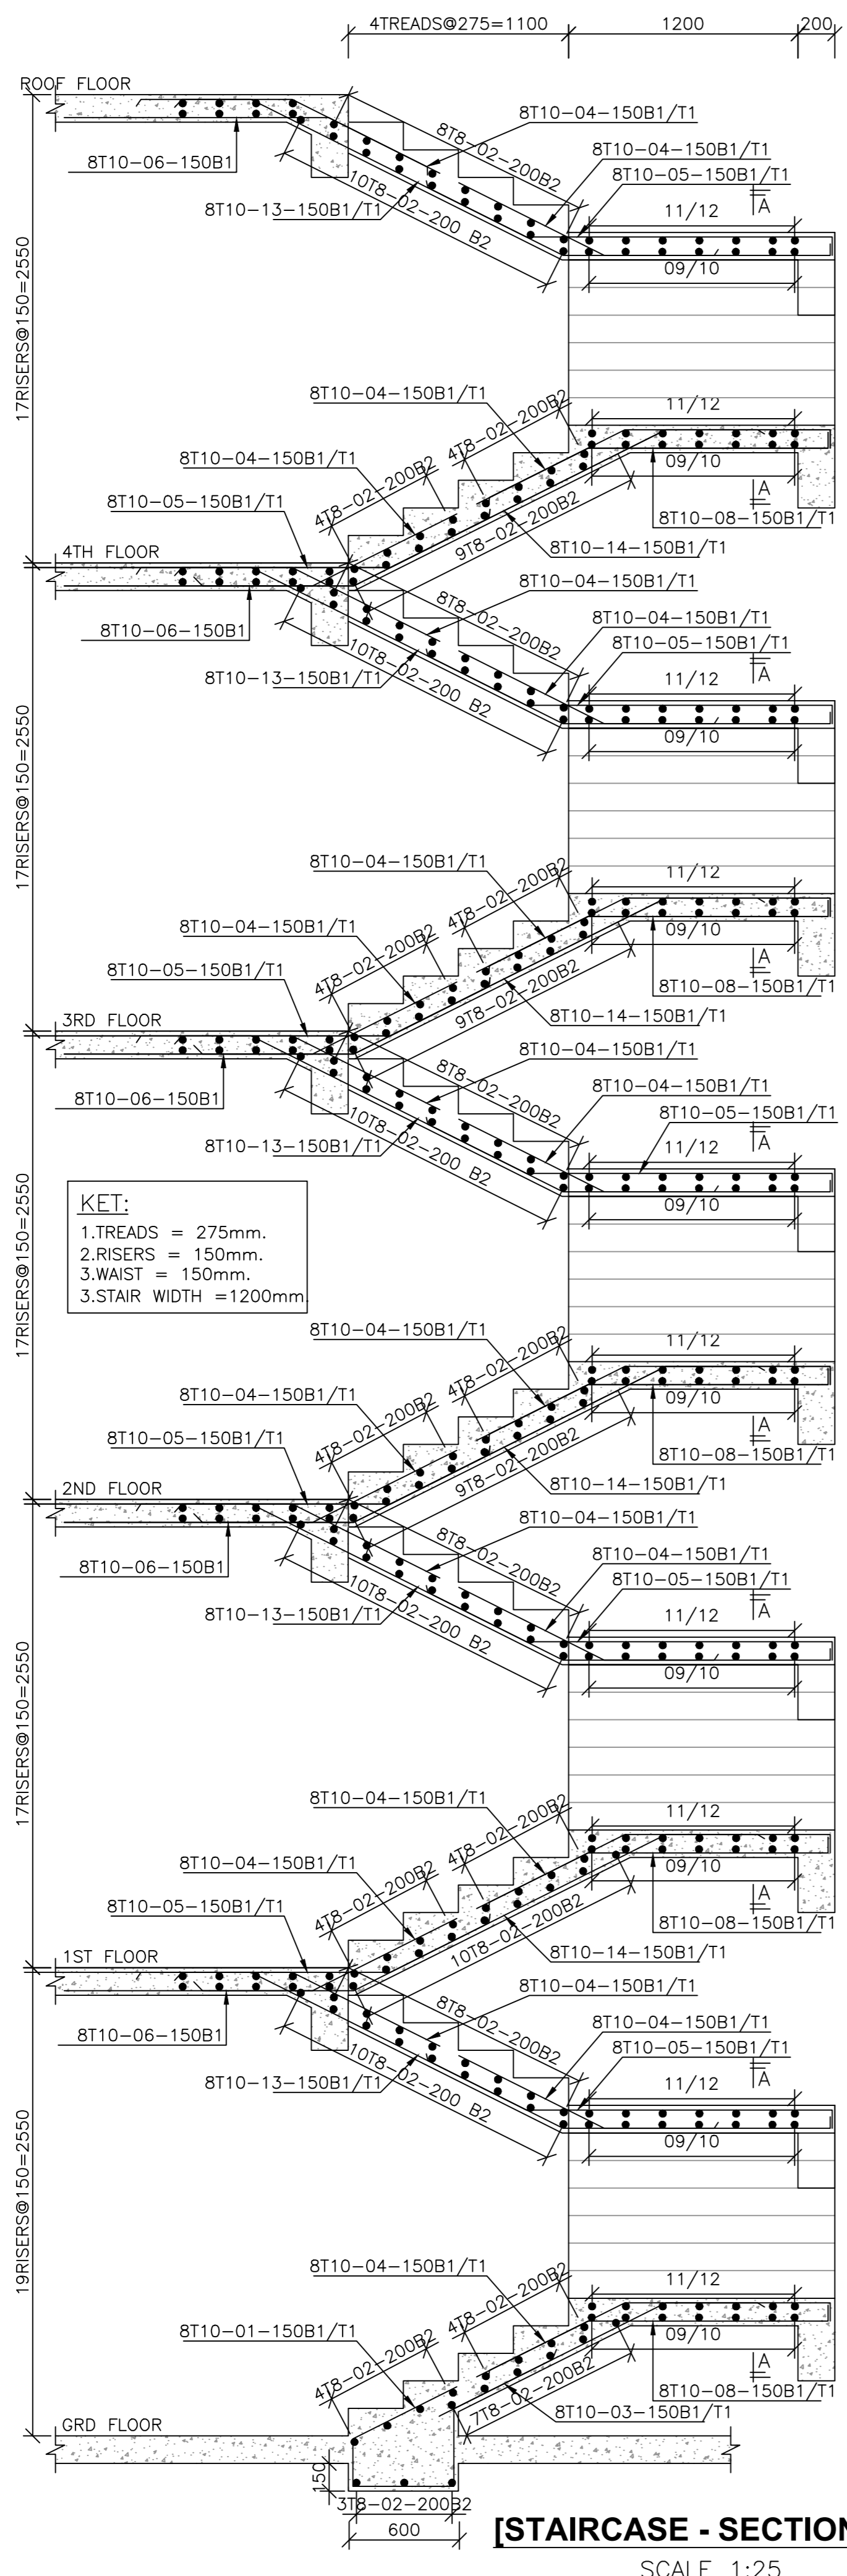 4TREADS@275=1100
1200
200
ROOF FLOOR
8T10-04-150B1/T1
8T8-02-200B2
8T10-06-150B1
8T10-04-150B1/T1
8T10-05-150B1/T1
A
10T8-02-200 B2
8T10-13-150B1/T1
11/12
09/10
17RISERS@150=2550
8T10-04-150B1/T1
11/12
4T8-02-200B2
8T10-04-150B1/T1
4T8-02-200B2
09/10
8T10-05-150B1/T1
A
9T8-02-200B2
8T10-08-150B1/T1
8T10-14-150B1/T1
4TH FLOOR
8T10-04-150B1/T1
8T8-02-200B2
8T10-06-150B1
8T10-04-150B1/T1
8T10-05-150B1/T1
A
10T8-02-200 B2
8T10-13-150B1/T1
11/12
09/10
17RISERS@150=2550
8T10-04-150B1/T1
11/12
4T8-02-200B2
8T10-04-150B1/T1
4T8-02-200B2
09/10
8T10-05-150B1/T1
A
9T8-02-200B2
8T10-08-150B1/T1
8T10-14-150B1/T1
3RD FLOOR
8T10-04-150B1/T1
8T8-02-200B2
8T10-06-150B1
8T10-04-150B1/T1
8T10-05-150B1/T1
A
10T8-02-200 B2
8T10-13-150B1/T1
11/12
09/10
KET:
1.TREADS = 275mm.
2.RISERS = 150mm.
3.WAIST = 150mm.
3.STAIR WIDTH =1200mm.
17RISERS@150=2550
8T10-04-150B1/T1
11/12
4T8-02-200B2
8T10-04-150B1/T1
4T8-02-200B2
09/10
8T10-05-150B1/T1
A
9T8-02-200B2
8T10-08-150B1/T1
8T10-14-150B1/T1
2ND FLOOR
8T10-04-150B1/T1
8T8-02-200B2
8T10-06-150B1
8T10-04-150B1/T1
8T10-05-150B1/T1
A
10T8-02-200 B2
8T10-13-150B1/T1
11/12
09/10
17RISERS@150=2550
8T10-04-150B1/T1
11/12
4T8-02-200B2
8T10-04-150B1/T1
4T8-02-200B2
09/10
8T10-05-150B1/T1
A
10T8-02-200B2
8T10-08-150B1/T1
8T10-14-150B1/T1
1ST FLOOR
8T10-04-150B1/T1
8T8-02-200B2
8T10-06-150B1
8T10-04-150B1/T1
8T10-05-150B1/T1
A
10T8-02-200 B2
8T10-13-150B1/T1
11/12
09/10
19RISERS@150=2550
8T10-04-150B1/T1
11/12
4T8-02-200B2
8T10-01-150B1/T1
4T8-02-200B2
09/10
A
7T8-02-200B2
8T10-08-150B1/T1
8T10-03-150B1/T1
GRD FLOOR
150
3T8-02-200B2
600
[STAIRCASE - SECTION
SCALE 1:25